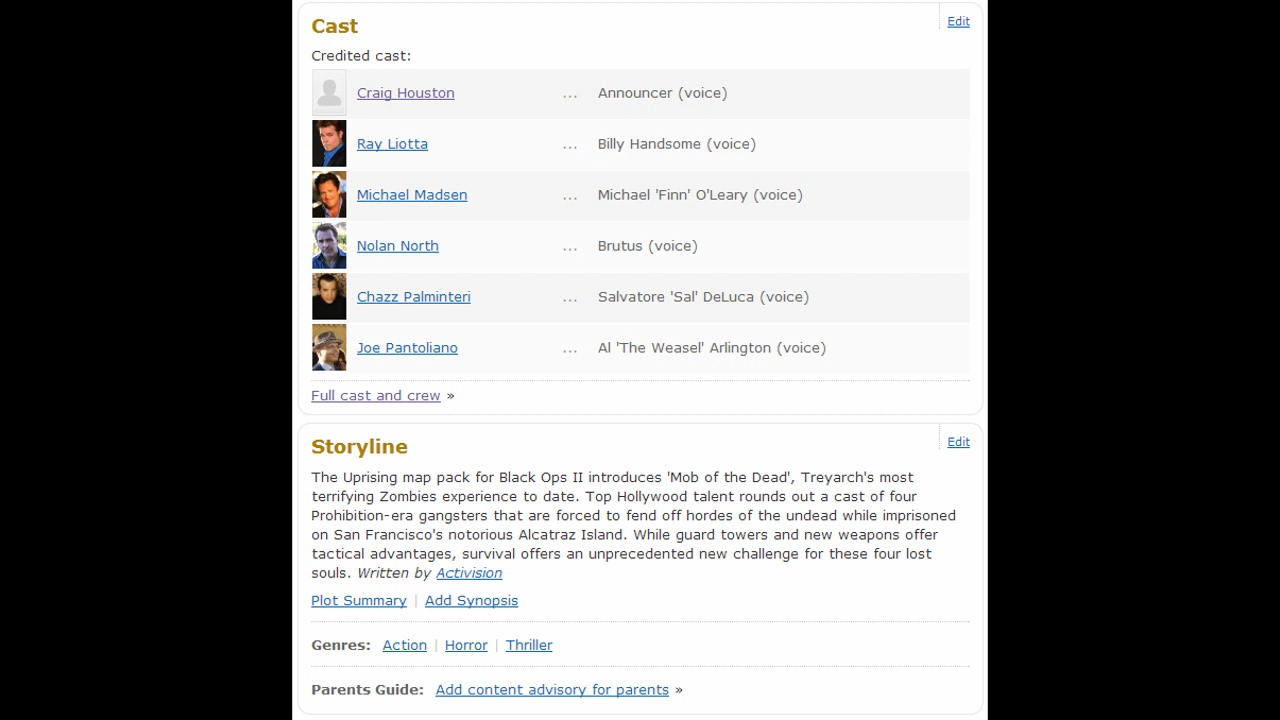 Cast
Edit
Credited cast:
Craig Houston ... Announcer (voice)
Ray Liotta ... Billy Handsome (voice)
Michael Madsen ... Michael 'Finn' O'Leary (voice)
Nolan North ... Brutus (voice)
Chazz Palminteri ... Salvatore 'Sal' DeLuca (voice)
Joe Pantoliano ... Al 'The Weasel' Arlington (voice)
Full cast and crew »
Storyline
Edit
The Uprising map pack for Black Ops II introduces 'Mob of the Dead', Treyarch's most
terrifying Zombies experience to date. Top Hollywood talent rounds out a cast of four
Prohibition-era gangsters that are forced to fend off hordes of the undead while imprisoned
on San Francisco's notorious Alcatraz Island. While guard towers and new weapons offer
tactical advantages, survival offers an unprecedented new challenge for these four lost
souls. Written by Activision
Plot Summary | Add Synopsis
Genres: Action | Horror | Thriller
Parents Guide: Add content advisory for parents »